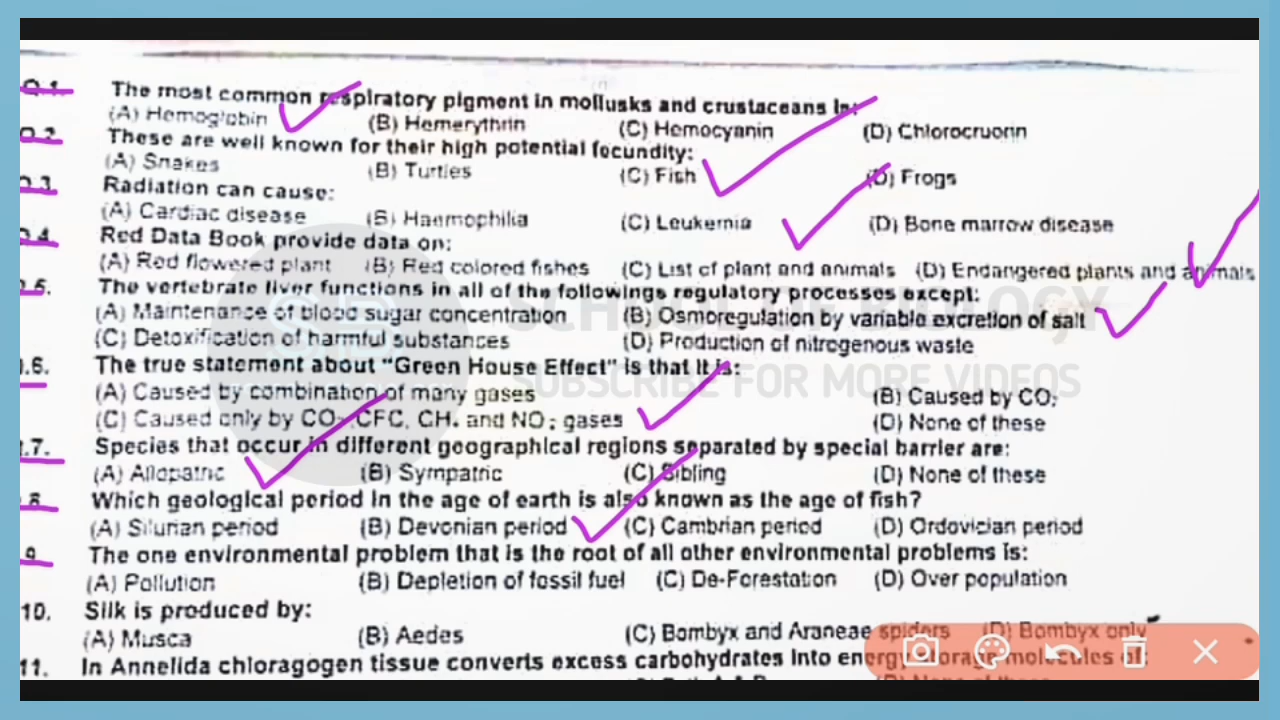 Q.1. The most common respiratory pigment in mollusks and crustaceans is:
(A) Hemoglobin (B) Hemerythrin (C) Hemocyanin (D) Chlorocruorin
Q.2. These are well known for their high potential fecundity:
(A) Snakes (B) Turtles (C) Fish (D) Frogs
Q.3. Radiation can cause:
(A) Cardiac disease (B) Haemophilia (C) Leukemia (D) Bone marrow disease
Q.4. Red Data Book provide data on:
(A) Red flowered plant (B) Red colored fishes (C) List of plant and animals (D) Endangered plants and animals
.5. The vertebrate liver functions in all of the followings regulatory processes except:
(A) Maintenance of blood sugar concentration (B) Osmoregulation by variable excretion of salt
(C) Detoxification of harmful substances (D) Production of nitrogenous waste
.6. The true statement about "Green House Effect" is that it is:
(A) Caused by combination of many gases (B) Caused by CO₂
(C) Caused only by CO₂, CFC, CH₄ and NO₂ gases (D) None of these
.7. Species that occur in different geographical regions separated by special barrier are:
(A) Allopatric (B) Sympatric (C) Sibling (D) None of these
8. Which geological period in the age of earth is also known as the age of fish?
(A) Silurian period (B) Devonian period (C) Cambrian period (D) Ordovician period
9. The one environmental problem that is the root of all other environmental problems is:
(A) Pollution (B) Depletion of fossil fuel (C) De-Forestation (D) Over population
10. Silk is produced by:
(A) Musca (B) Aedes (C) Bombyx and Araneae spiders (D) Bombyx only
11. In Annelida chloragogen tissue converts excess carbohydrates into energy storage molecules of:
SUBSCRIBE FOR MORE VIDEOS